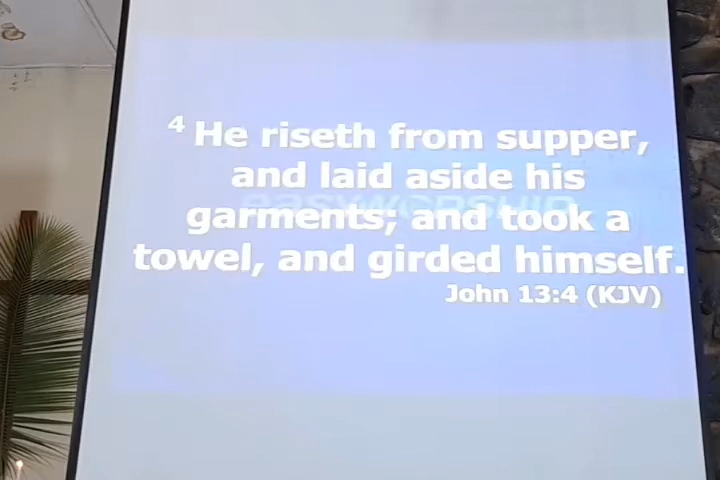 4 He riseth from supper,
and laid aside his
garments; and took a
towel, and girded himself.
John 13:4 (KJV)
easyworship